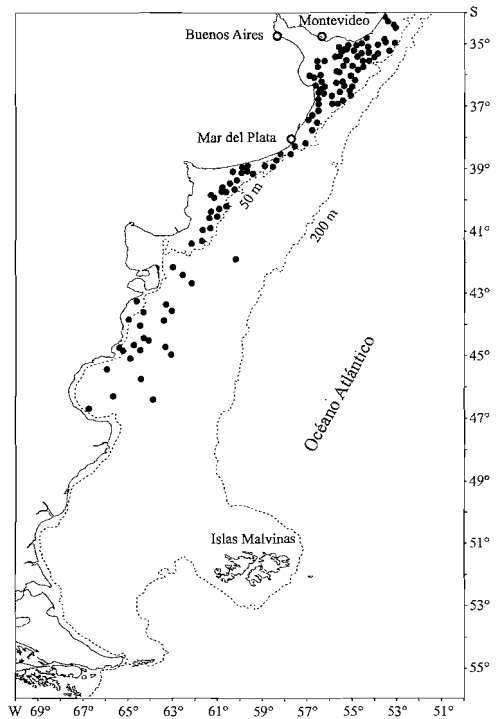 S
Montevideo
Buenos Aires
35°
37°
Mar del Plata
39°
50 m
200 m
41°
43°
45°
Océano Atlántico
47°
49°
Islas Malvinas
51°
53°
55°
W 69° 67° 65° 63° 61° 59° 57° 55° 53° 51°